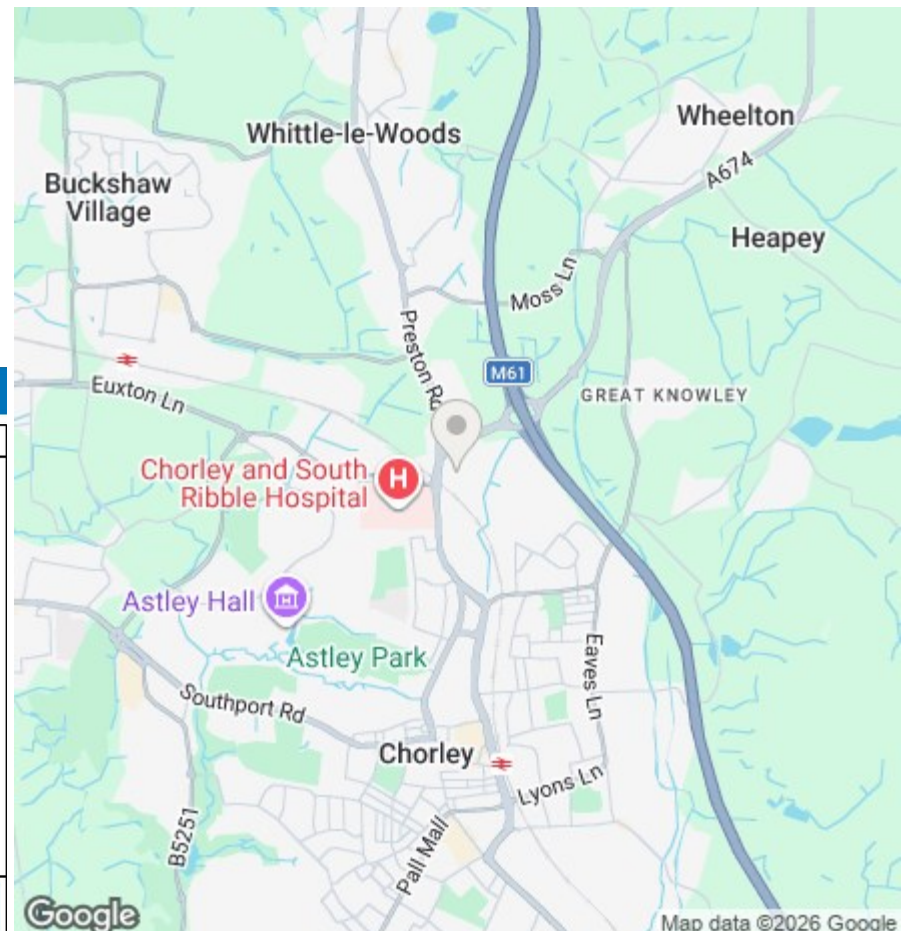 Whittle-le-Woods
Wheelton
A674
Buckshaw
Village
Heapey
Moss Ln
Preston Rd
M61
Euxton Ln
GREAT KNOWLEY
Chorley and South
Ribble Hospital
H
Astley Hall
Astley Park
Eaves Ln
Southport Rd
Chorley
Lyons Ln
B5251
Pall Mall
Google
Map data ©2026 Google